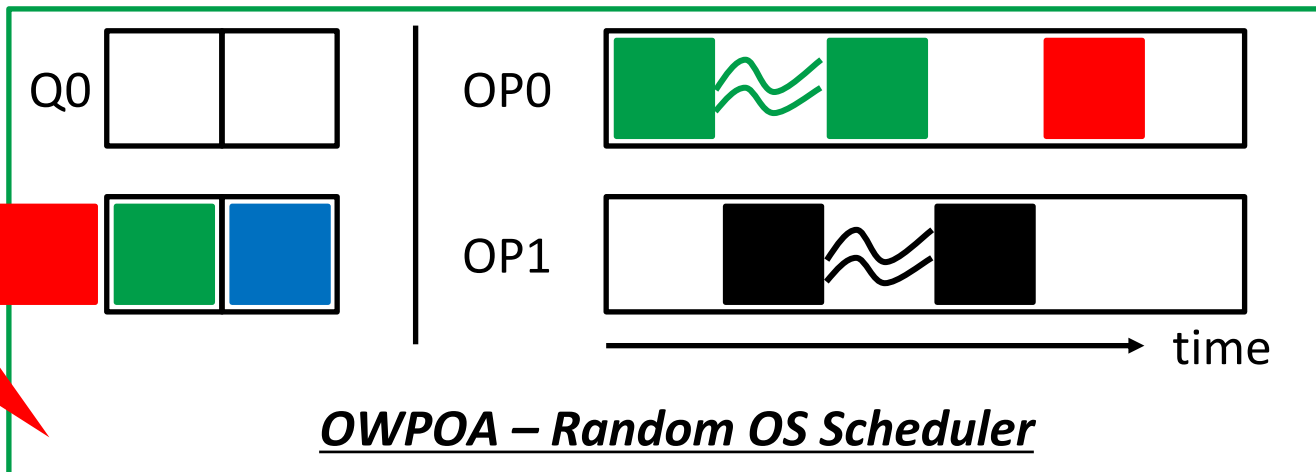 Q0
OP0
OP1
time
OWPOA – Random OS Scheduler